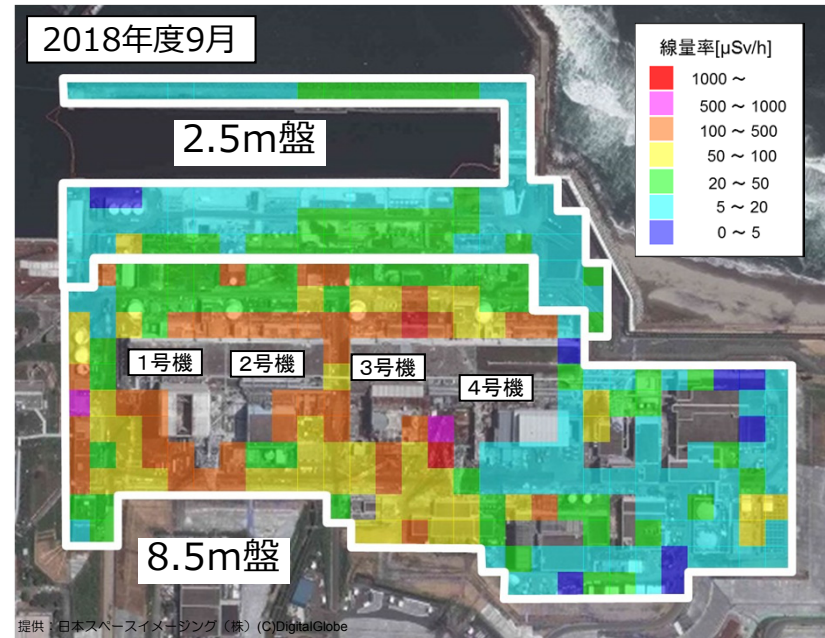 2018年度9月
線量率[μSv/h]
1000 ～
500 ～ 1000
100 ～ 500
50 ～ 100
20 ～ 50
5 ～ 20
0 ～ 5
2.5m盤
1号機
2号機
3号機
4号機
8.5m盤
提供：日本スペースイメージング（株）(C)DigitalGlobe